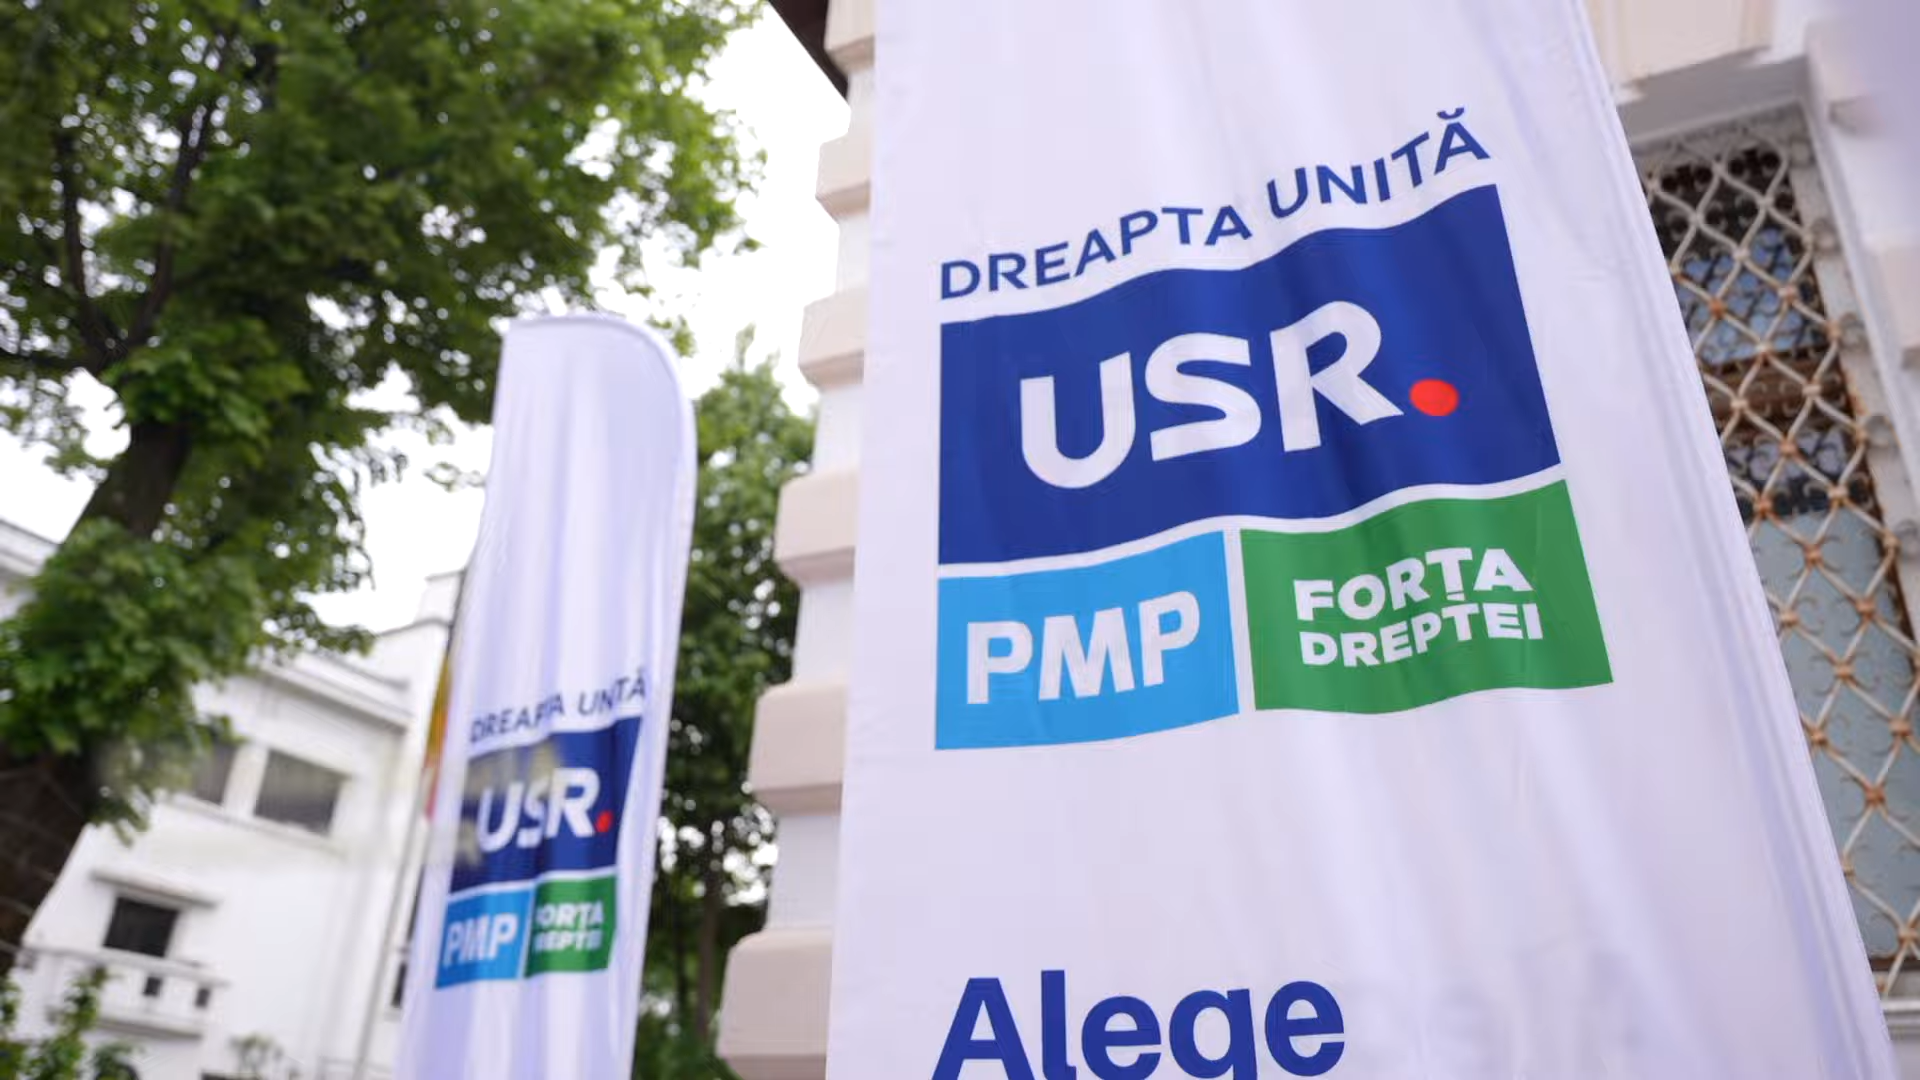 DREAPTA UNITĂ
USR.
PMP
FORȚA
DREPTEI
Alege
DREAPTA UNITĂ
USR.
PMP
FORȚA
DREPTEI